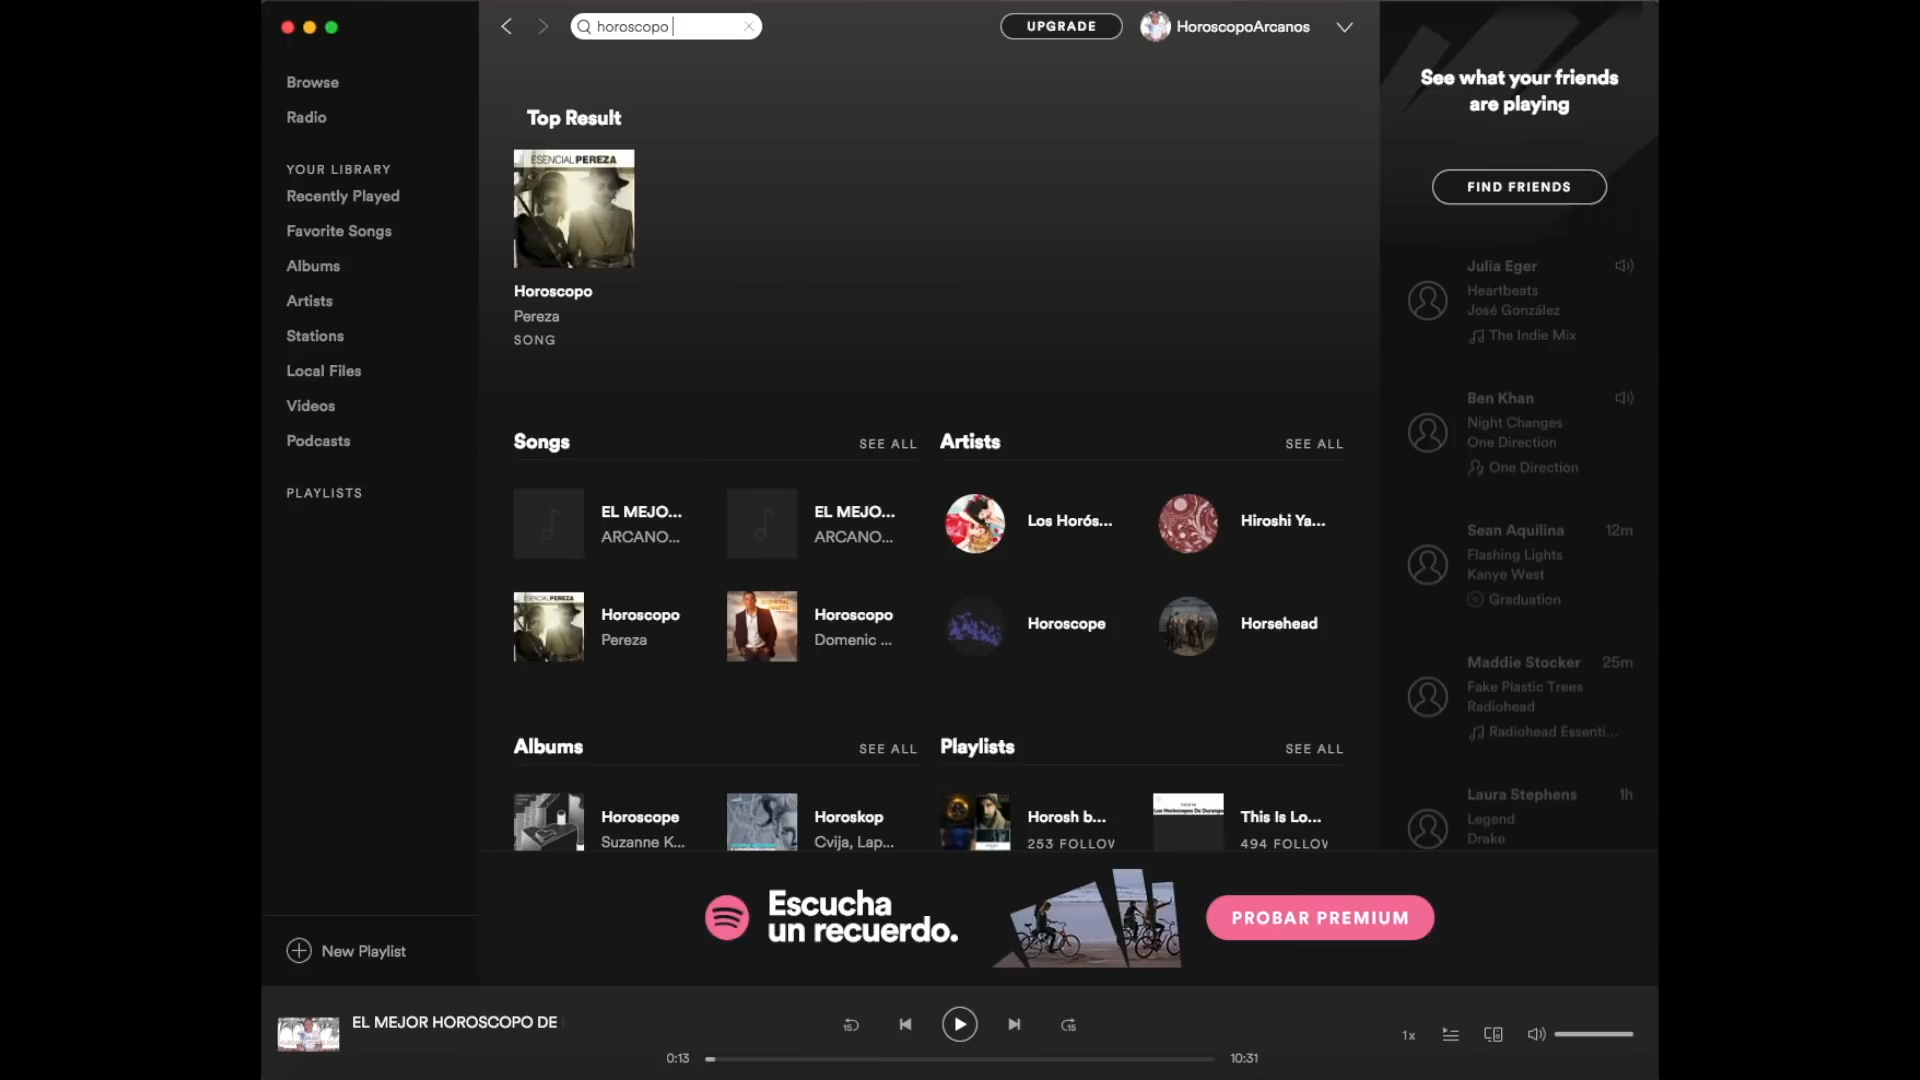 horoscopo
UPGRADE
HoroscopoArcanos
Browse
Radio
YOUR LIBRARY
Recently Played
Favorite Songs
Albums
Artists
Stations
Local Files
Videos
Podcasts
PLAYLISTS
New Playlist
Top Result
ESENCIAL PEREZA
Horoscopo
Pereza
SONG
Songs
SEE ALL
EL MEJO...
ARCANO...
EL MEJO...
ARCANO...
ESENCIAL PEREZA
Horoscopo
Pereza
Horoscopo
Domenic ...
Artists
SEE ALL
Los Horós...
Hiroshi Ya...
Horoscope
Horsehead
Albums
SEE ALL
Horoscope
Suzanne K...
Horoskop
Cvija, Lap...
Playlists
SEE ALL
Horosh b...
253 FOLLOW
This Is Lo...
494 FOLLOW
See what your friends
are playing
FIND FRIENDS
Julia Eger
Heartbeats
José González
The Indie Mix
Ben Khan
Night Changes
One Direction
One Direction
Sean Aquilina 12m
Flashing Lights
Kanye West
Graduation
Maddie Stocker 25m
Fake Plastic Trees
Radiohead
Radiohead Essenti...
Laura Stephens 1h
Legend
Drake
Escucha
un recuerdo.
PROBAR PREMIUM
EL MEJOR HOROSCOPO DE
15
15
0:13
10:31
1x